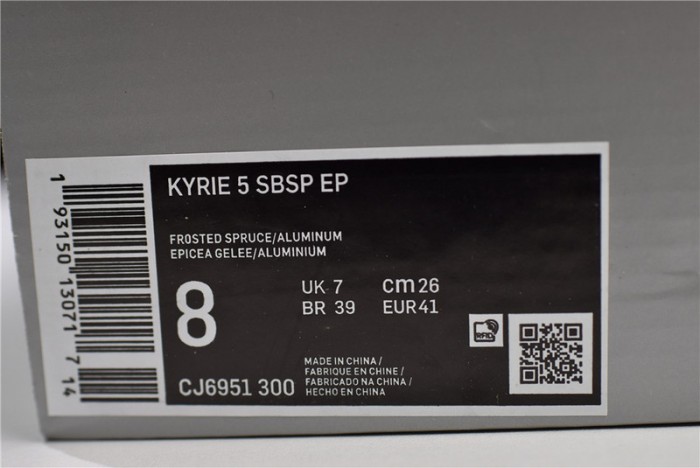 KYRIE 5 SBSP EP
FROSTED SPRUCE/ALUMINUM
EPICEA GELEE/ALUMINIUM
8
UK 7 cm 26
BR 39 EUR 41
CJ6951 300
MADE IN CHINA /
FABRIQUE EN CHINE /
FABRICADO NA CHINA /
HECHO EN CHINA
RFID
1 93150 13071 7 14